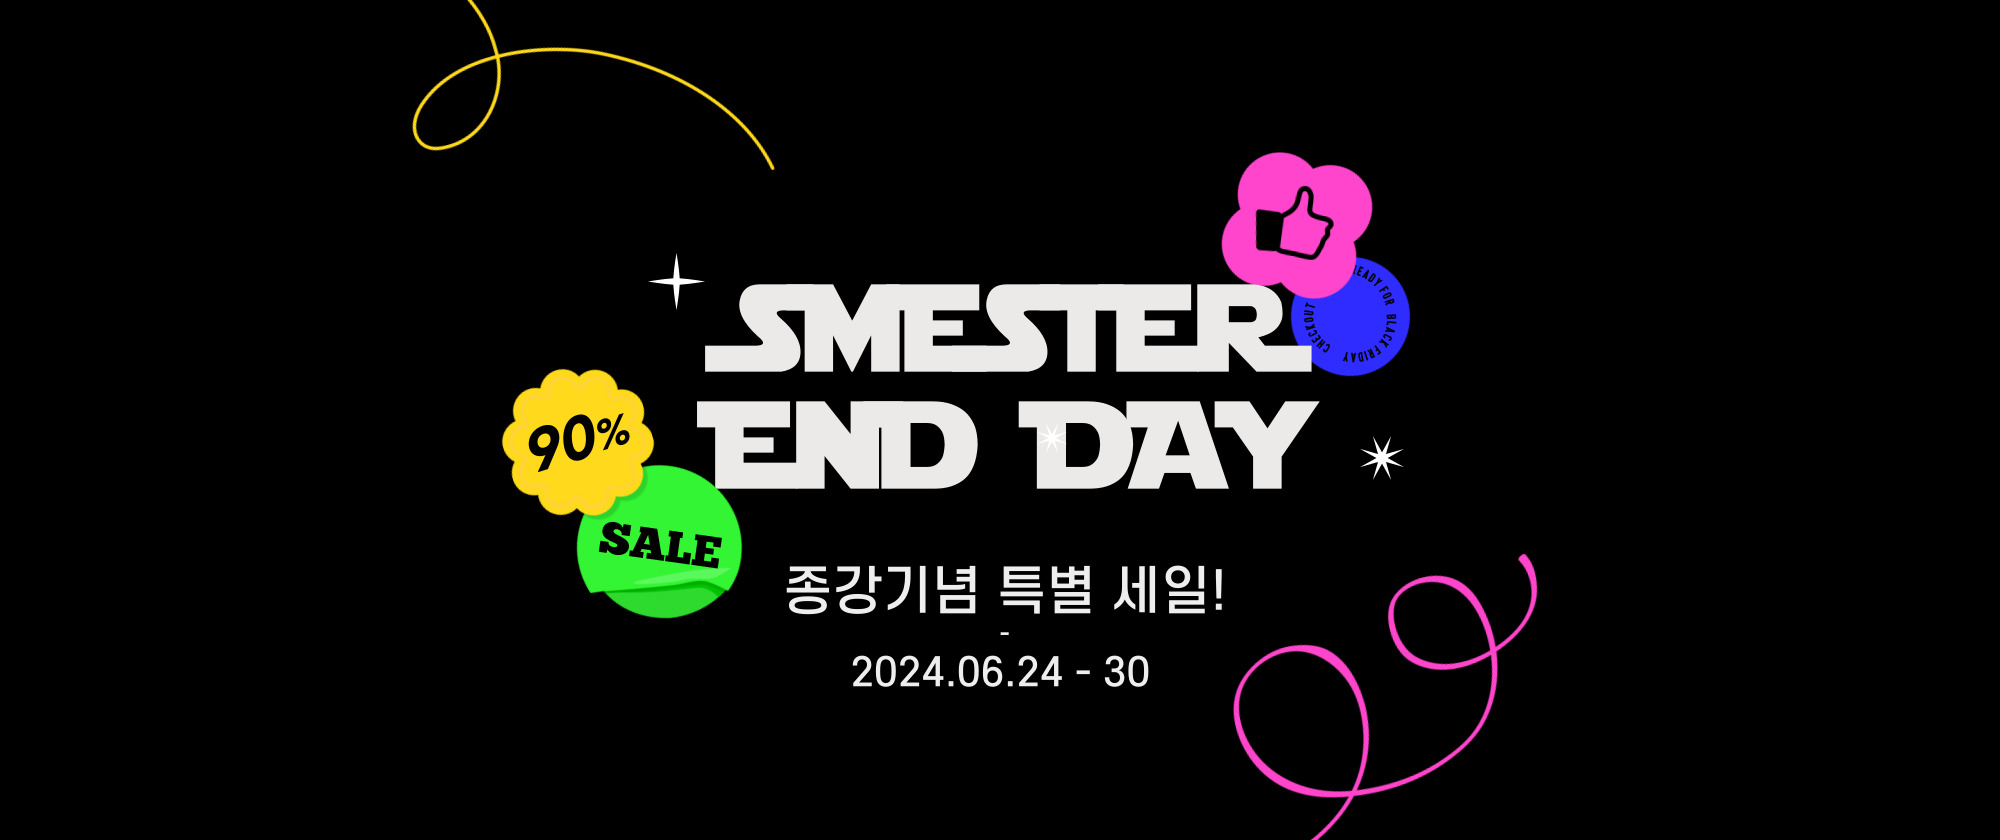 SMESTER
END DAY
90%
SALE
READY FOR BLACK FRIDAY
CHECKOUT
종강기념 특별 세일!
-
2024.06.24 - 30